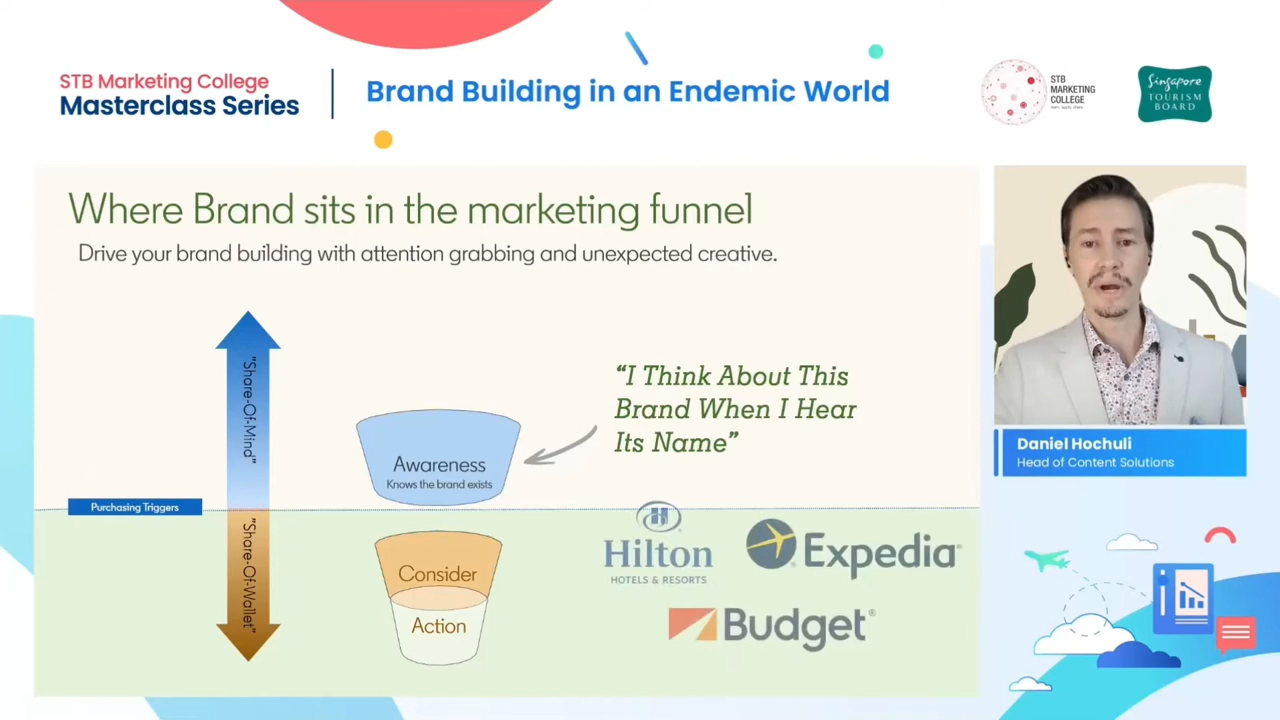 STB Marketing College
Masterclass Series
Brand Building in an Endemic World
STB
MARKETING
COLLEGE
Singapore
TOURISM
BOARD
Where Brand sits in the marketing funnel
Drive your brand building with attention grabbing and unexpected creative.
"Share-Of-Mind"
"Share-Of-Wallet"
Purchasing Triggers
Awareness
Knows the brand exists
Consider
Action
"I Think About This
Brand When I Hear
Its Name"
Hilton
HOTELS & RESORTS
Expedia®
Budget®
Daniel Hochuli
Head of Content Solutions